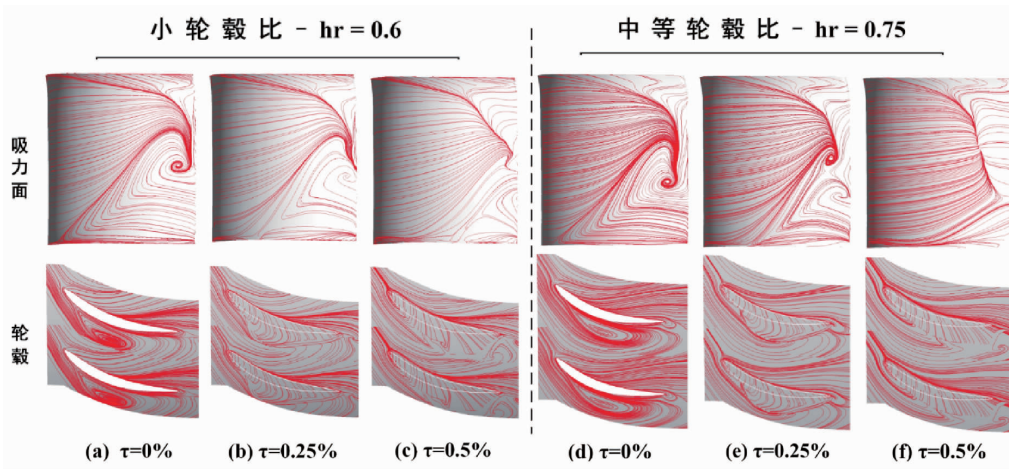 小轮毂比 - hr = 0.6
中等轮毂比 - hr = 0.75
吸力面
轮毂
(a) τ=0% (b) τ=0.25% (c) τ=0.5% (d) τ=0% (e) τ=0.25% (f) τ=0.5%